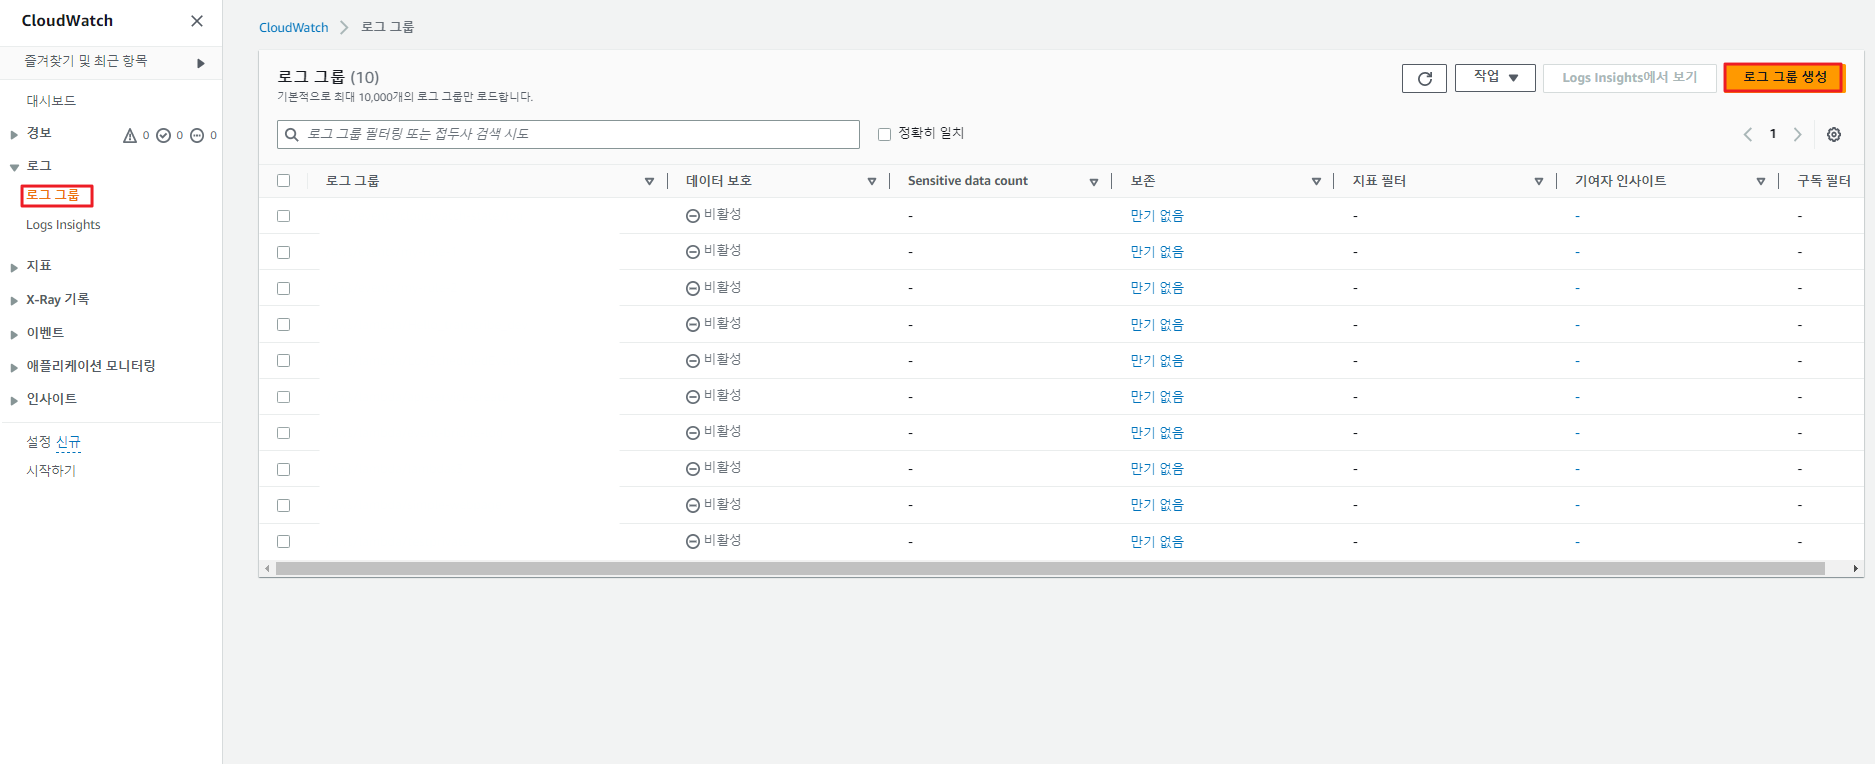 CloudWatch
즐겨찾기 및 최근 항목
대시보드
경보 0 0 0
로그
로그 그룹
Logs Insights
지표
X-Ray 기록
이벤트
애플리케이션 모니터링
인사이트
설정 신규
시작하기
CloudWatch 로그 그룹
로그 그룹 (10)
기본적으로 최대 10,000개의 로그 그룹만 로드합니다.
작업 Logs Insights에서 보기 로그 그룹 생성
로그 그룹 필터링 또는 접두사 검색 시도 정확히 일치 1
로그 그룹 데이터 보호 Sensitive data count 보존 지표 필터 기여자 인사이트 구독 필터
비활성 - 만기 없음 - - -
비활성 - 만기 없음 - - -
비활성 - 만기 없음 - - -
비활성 - 만기 없음 - - -
비활성 - 만기 없음 - - -
비활성 - 만기 없음 - - -
비활성 - 만기 없음 - - -
비활성 - 만기 없음 - - -
비활성 - 만기 없음 - - -
비활성 - 만기 없음 - - -